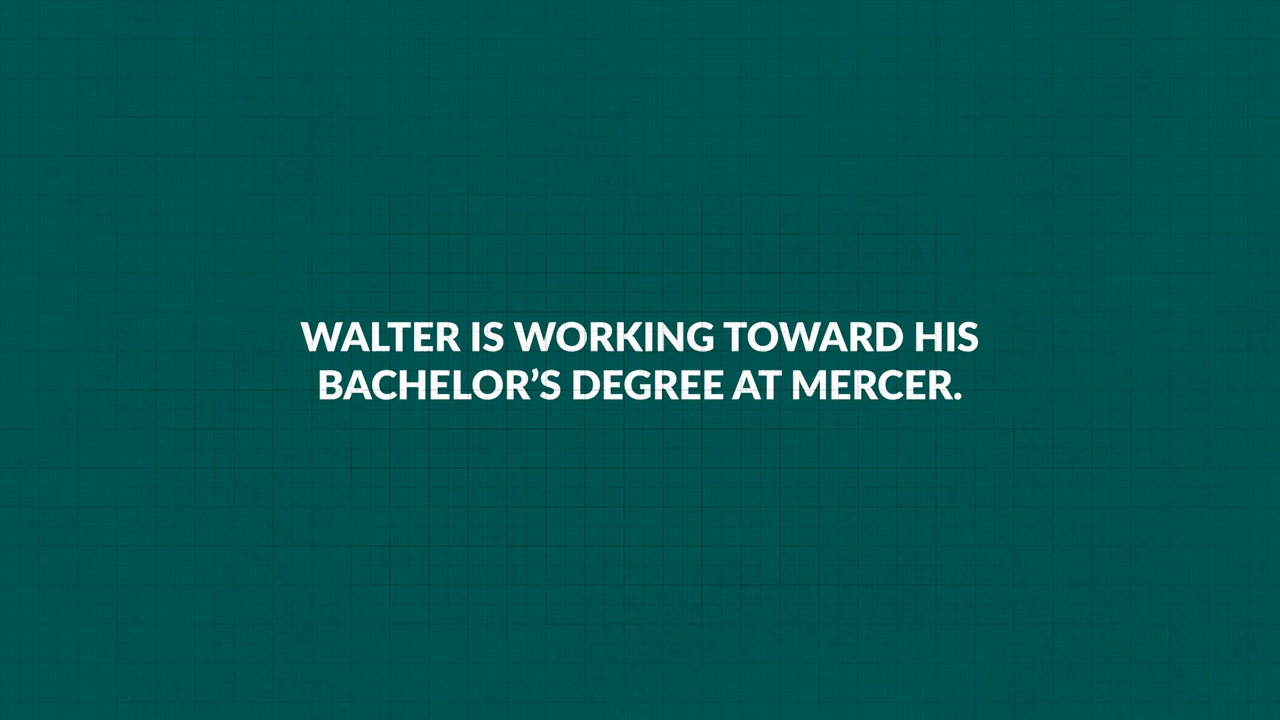 WALTER IS WORKING TOWARD HIS
BACHELOR’S DEGREE AT MERCER.